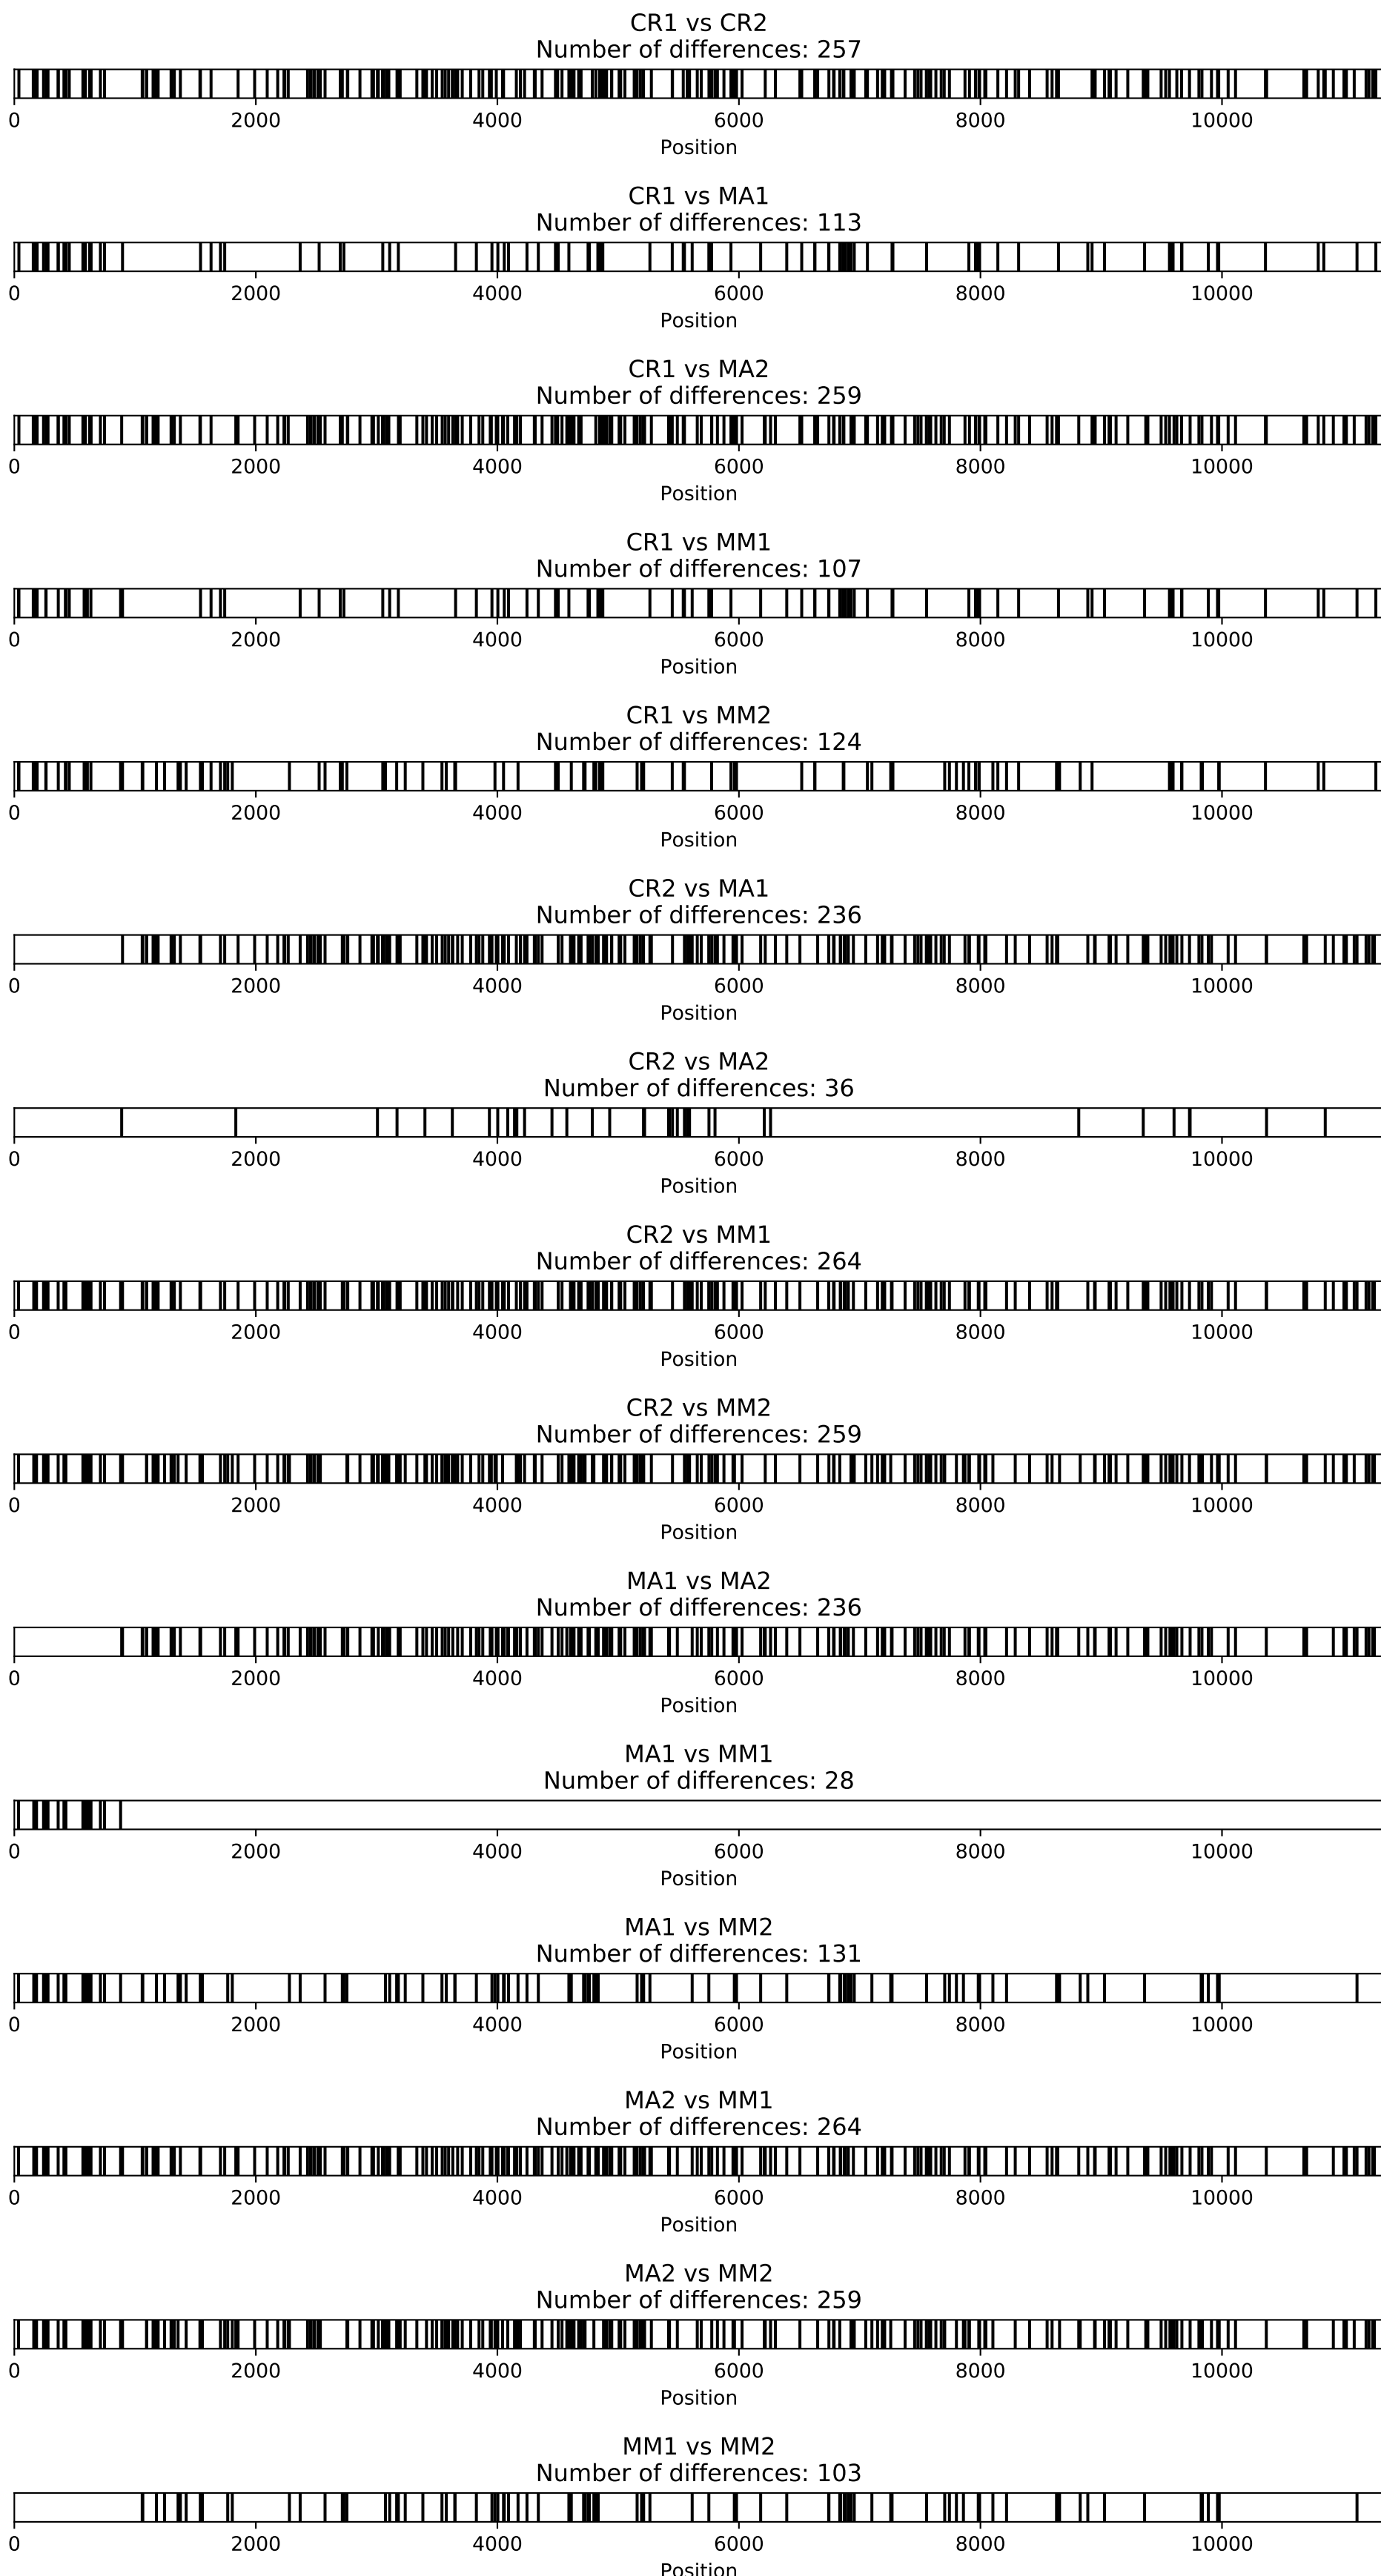 CR1 vs CR2
Number of differences: 257
0 2000 4000 6000 8000 10000
Position
CR1 vs MA1
Number of differences: 113
0 2000 4000 6000 8000 10000
Position
CR1 vs MA2
Number of differences: 259
0 2000 4000 6000 8000 10000
Position
CR1 vs MM1
Number of differences: 107
0 2000 4000 6000 8000 10000
Position
CR1 vs MM2
Number of differences: 124
0 2000 4000 6000 8000 10000
Position
CR2 vs MA1
Number of differences: 236
0 2000 4000 6000 8000 10000
Position
CR2 vs MA2
Number of differences: 36
0 2000 4000 6000 8000 10000
Position
CR2 vs MM1
Number of differences: 264
0 2000 4000 6000 8000 10000
Position
CR2 vs MM2
Number of differences: 259
0 2000 4000 6000 8000 10000
Position
MA1 vs MA2
Number of differences: 236
0 2000 4000 6000 8000 10000
Position
MA1 vs MM1
Number of differences: 28
0 2000 4000 6000 8000 10000
Position
MA1 vs MM2
Number of differences: 131
0 2000 4000 6000 8000 10000
Position
MA2 vs MM1
Number of differences: 264
0 2000 4000 6000 8000 10000
Position
MA2 vs MM2
Number of differences: 259
0 2000 4000 6000 8000 10000
Position
MM1 vs MM2
Number of differences: 103
0 2000 4000 6000 8000 10000
Position